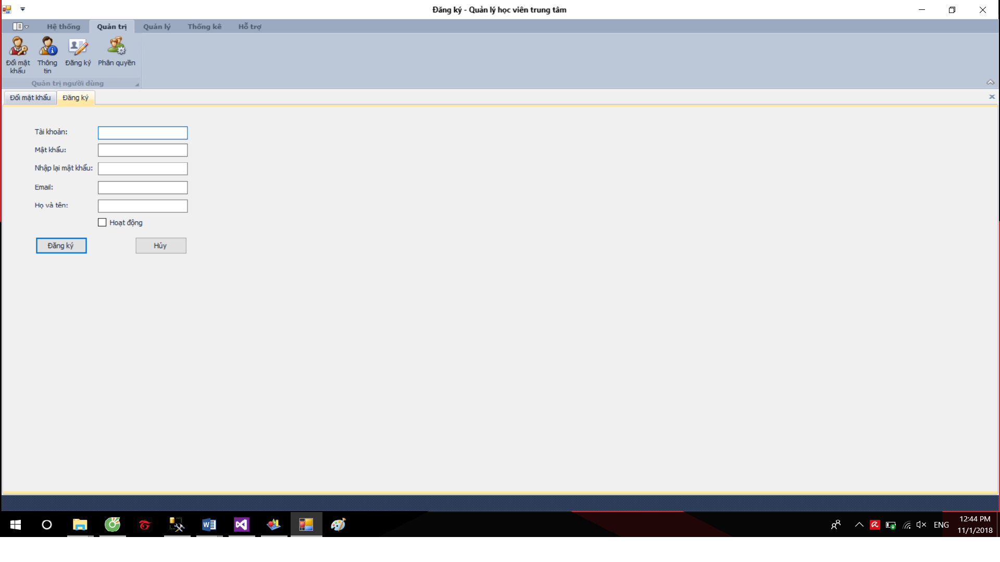 Đăng ký - Quản lý học viên trung tâm
Hệ thống Quản trị Quản lý Thống kê Hỗ trợ
Đổi mật khẩu
Thông tin
Đăng ký
Phân quyền
Quản trị người dùng
Đổi mật khẩu Đăng ký
Tài khoản:
Mật khẩu:
Nhập lại mật khẩu:
Email:
Họ và tên:
Hoạt động
Đăng ký Hủy
ENG
12:44 PM
11/1/2018